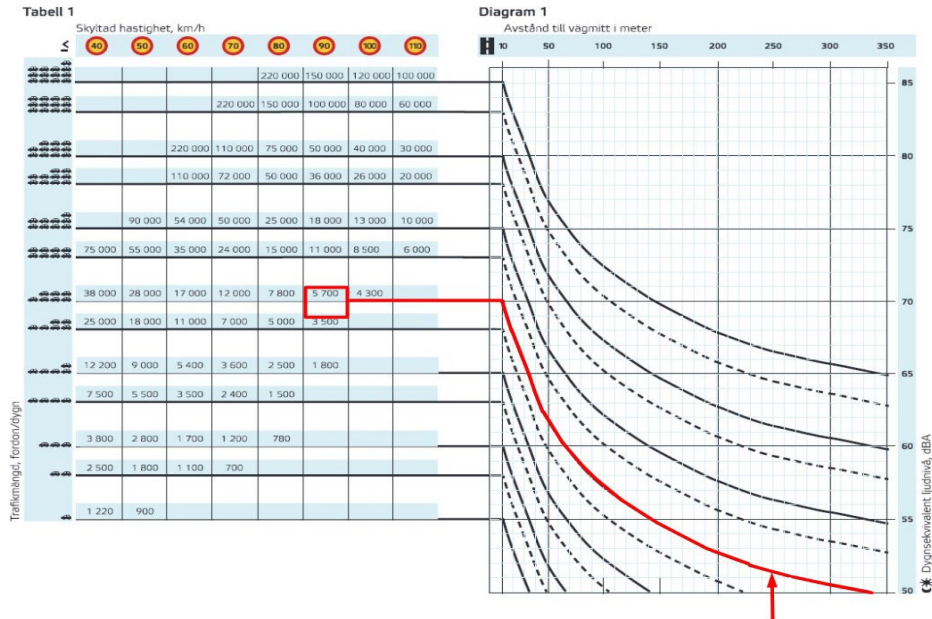 Tabell 1
Skyltad hastighet, km/h
≤ 40 50 60 70 80 90 100 110
220 000 150 000 120 000 100 000
220 000 150 000 100 000 80 000 60 000
220 000 110 000 75 000 50 000 40 000 30 000
110 000 72 000 50 000 36 000 26 000 20 000
90 000 54 000 50 000 25 000 18 000 13 000 10 000
75 000 55 000 35 000 24 000 15 000 11 000 8 500 6 000
38 000 28 000 17 000 12 000 7 800 5 700 4 300
25 000 18 000 11 000 7 000 5 000 3 500
12 200 9 000 5 400 3 600 2 500 1 800
7 500 5 500 3 500 2 400 1 500
3 800 2 800 1 700 1 200 780
2 500 1 800 1 100 700
1 220 900
Trafikmängd, fordon/dygn
Diagram 1
Avstånd till vägmitt i meter
10 50 100 150 200 250 300 350
85
80
75
70
65
60
55
50
Dygnsekvivalent ljudnivå, dBA